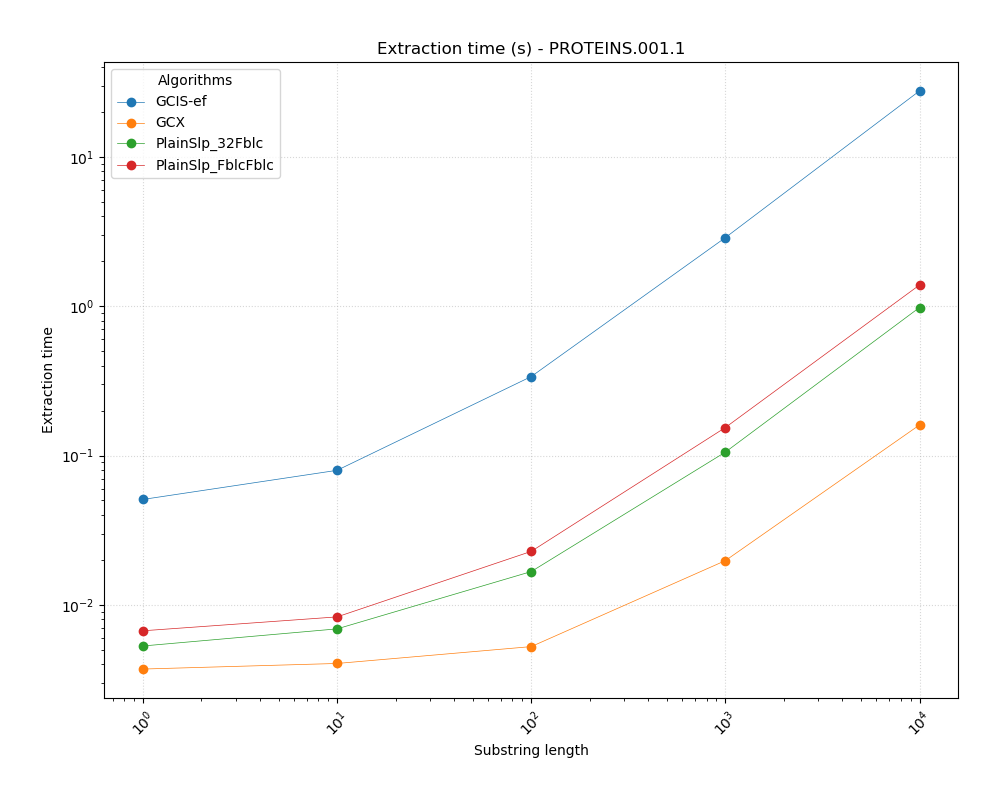 Extraction time (s) - PROTEINS.001.1
Algorithms
GCIS-ef
GCX
PlainSlp_32Fblc
PlainSlp_FblcFblc
Extraction time
10¹
10⁰
10⁻¹
10⁻²
10⁰ 10¹ 10² 10³ 10⁴
Substring length